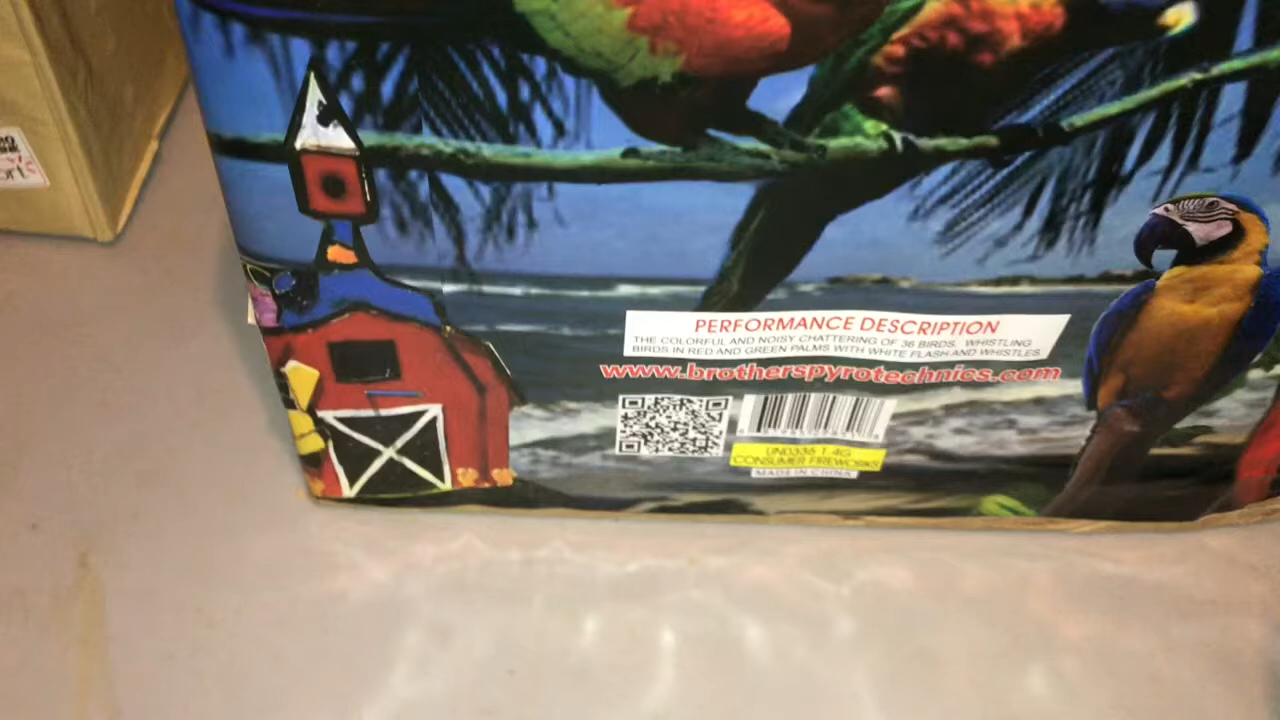 PERFORMANCE DESCRIPTION
THE COLORFUL AND NOISY CHATTERING OF 36 BIRDS. WHISTLING
BIRDS IN RED AND GREEN PALMS WITH WHITE FLASH AND WHISTLES
www.brotherspyrotechnics.com
UN0336 1.4G
CONSUMER FIREWORKS
MADE IN CHINA